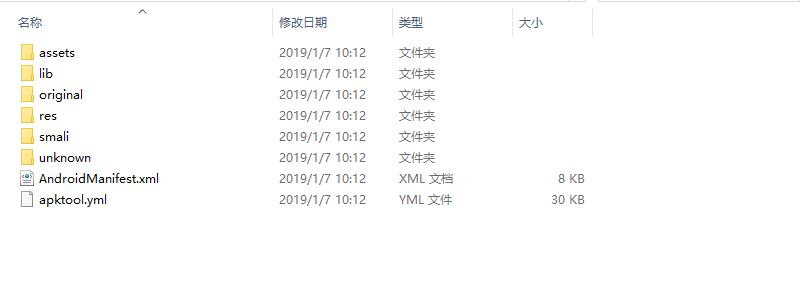 名称 修改日期 类型 大小
assets 2019/1/7 10:12 文件夹
lib 2019/1/7 10:12 文件夹
original 2019/1/7 10:12 文件夹
res 2019/1/7 10:12 文件夹
smali 2019/1/7 10:12 文件夹
unknown 2019/1/7 10:12 文件夹
AndroidManifest.xml 2019/1/7 10:12 XML 文档 8 KB
apktool.yml 2019/1/7 10:12 YML 文件 30 KB